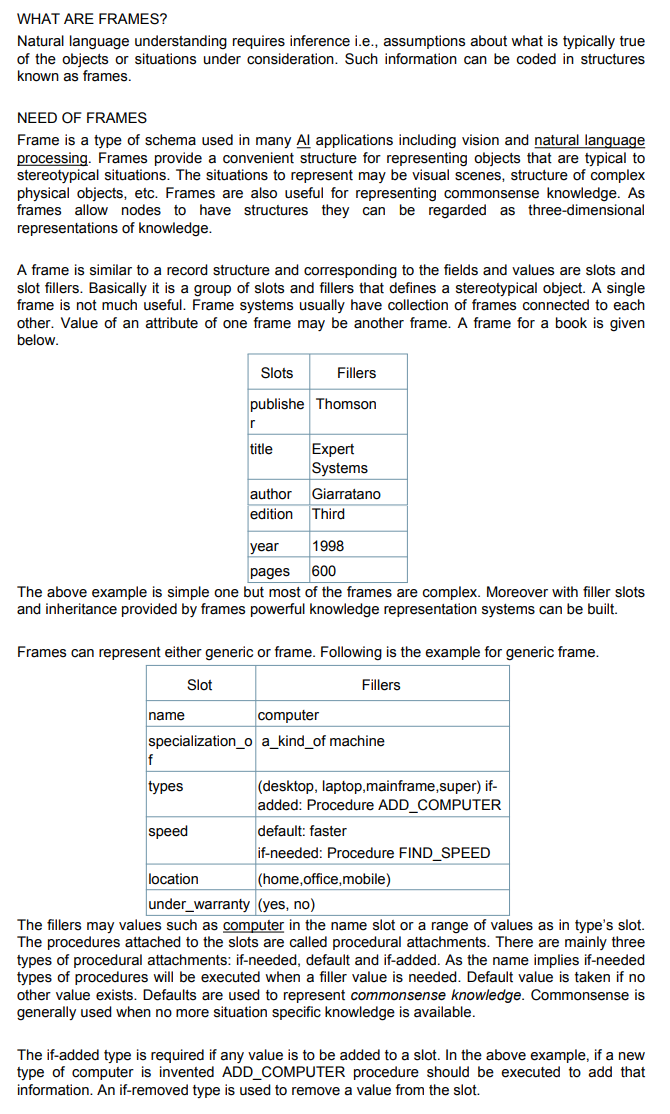 WHAT ARE FRAMES?
Natural language understanding requires inference i.e., assumptions about what is typically true
of the objects or situations under consideration. Such information can be coded in structures
known as frames.
NEED OF FRAMES
Frame is a type of schema used in many AI applications including vision and natural language
processing. Frames provide a convenient structure for representing objects that are typical to
stereotypical situations. The situations to represent may be visual scenes, structure of complex
physical objects, etc. Frames are also useful for representing commonsense knowledge. As
frames allow nodes to have structures they can be regarded as three-dimensional
representations of knowledge.
A frame is similar to a record structure and corresponding to the fields and values are slots and
slot fillers. Basically it is a group of slots and fillers that defines a stereotypical object. A single
frame is not much useful. Frame systems usually have collection of frames connected to each
other. Value of an attribute of one frame may be another frame. A frame for a book is given
below.
Slots Fillers
publishe Thomson
r
title Expert
Systems
author Giarratano
edition Third
year 1998
pages 600
The above example is simple one but most of the frames are complex. Moreover with filler slots
and inheritance provided by frames powerful knowledge representation systems can be built.
Frames can represent either generic or frame. Following is the example for generic frame.
Slot Fillers
name computer
specialization_o a_kind_of machine
f
types (desktop, laptop,mainframe,super) if-
added: Procedure ADD_COMPUTER
speed default: faster
if-needed: Procedure FIND_SPEED
location (home,office,mobile)
under_warranty (yes, no)
The fillers may values such as computer in the name slot or a range of values as in type's slot.
The procedures attached to the slots are called procedural attachments. There are mainly three
types of procedural attachments: if-needed, default and if-added. As the name implies if-needed
types of procedures will be executed when a filler value is needed. Default value is taken if no
other value exists. Defaults are used to represent commonsense knowledge. Commonsense is
generally used when no more situation specific knowledge is available.
The if-added type is required if any value is to be added to a slot. In the above example, if a new
type of computer is invented ADD_COMPUTER procedure should be executed to add that
information. An if-removed type is used to remove a value from the slot.